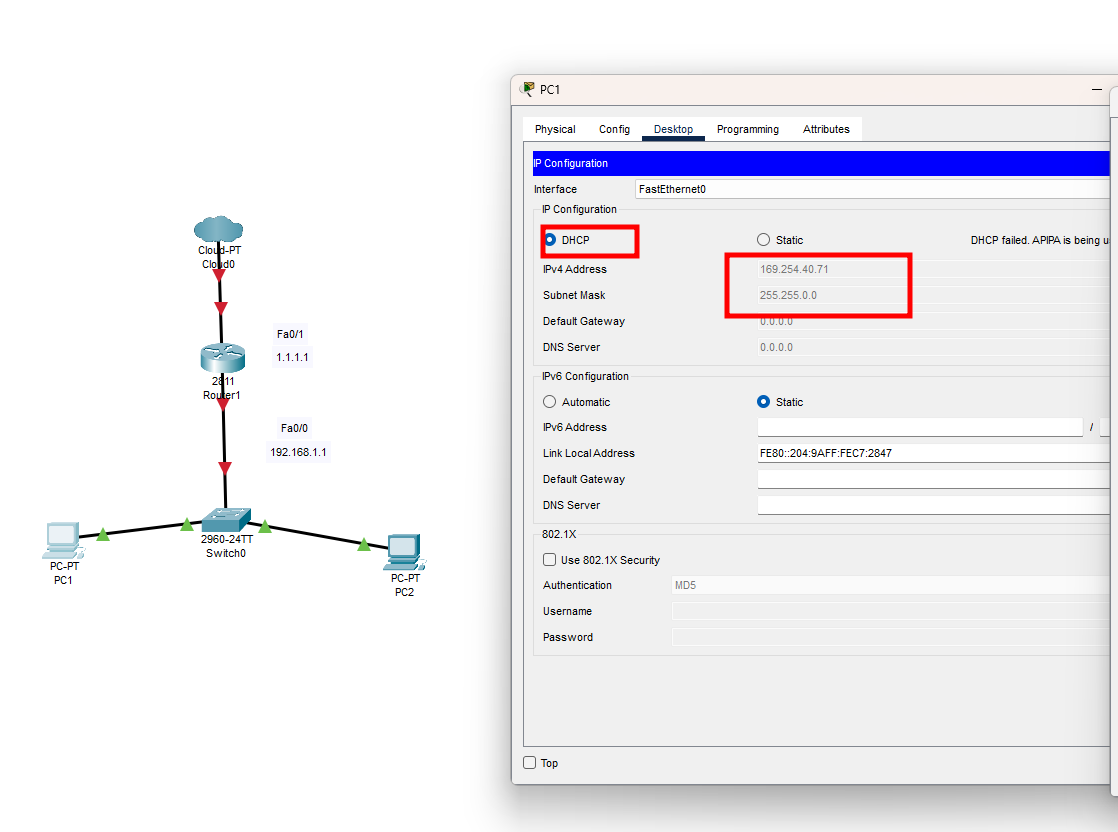 Cloud-PT
Cloud0
Fa0/1
1.1.1.1
2811
Router1
Fa0/0
192.168.1.1
2960-24TT
Switch0
PC-PT
PC1
PC-PT
PC2
PC1
Physical Config Desktop Programming Attributes
IP Configuration
Interface FastEthernet0
IP Configuration
DHCP Static DHCP failed. APIPA is being u
IPv4 Address 169.254.40.71
Subnet Mask 255.255.0.0
Default Gateway 0.0.0.0
DNS Server 0.0.0.0
IPv6 Configuration
Automatic Static
IPv6 Address /
Link Local Address FE80::204:9AFF:FEC7:2847
Default Gateway
DNS Server
802.1X
Use 802.1X Security
Authentication MD5
Username
Password
Top